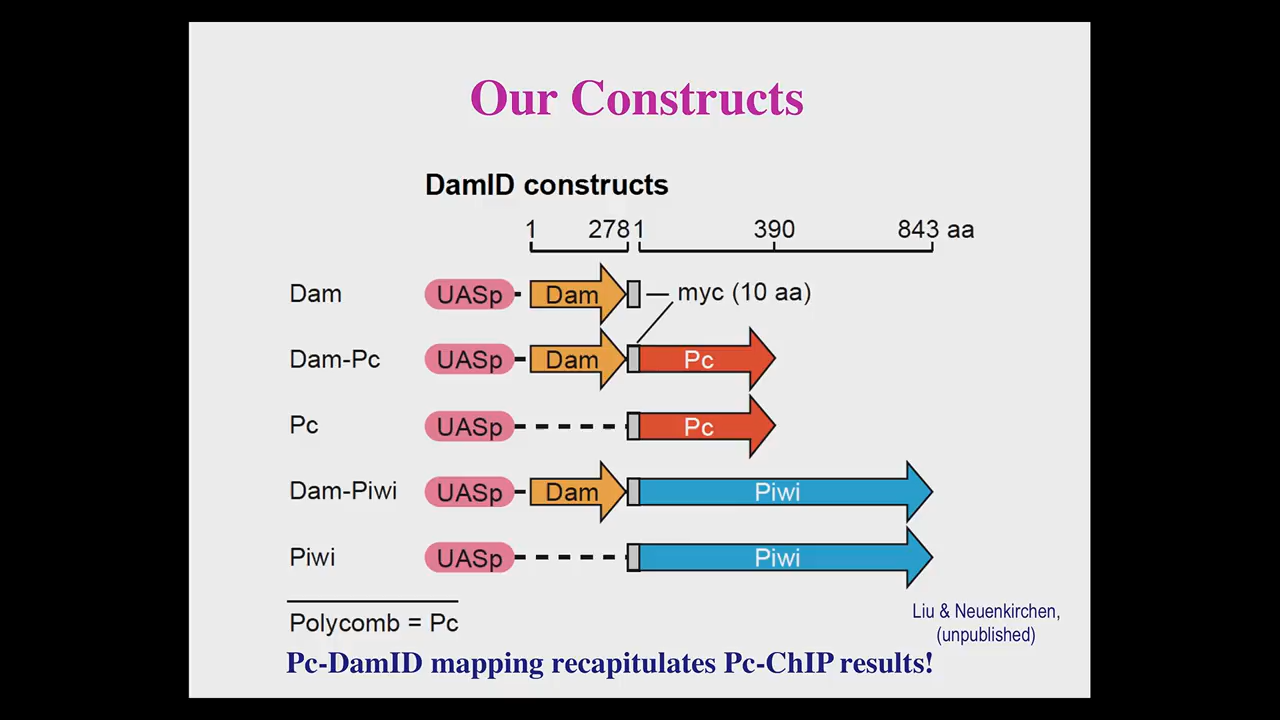 Our Constructs
DamID constructs
1 278 1 390 843 aa
Dam UASp Dam myc (10 aa)
Dam-Pc UASp Dam Pc
Pc UASp Pc
Dam-Piwi UASp Dam Piwi
Piwi UASp Piwi
Polycomb = Pc
Liu & Neuenkirchen,
(unpublished)
Pc-DamID mapping recapitulates Pc-ChIP results!